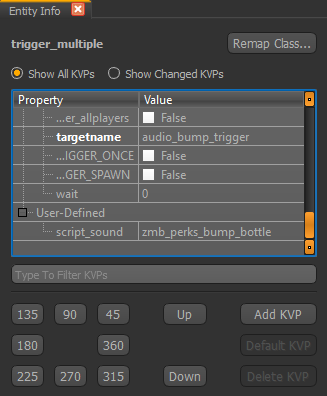 Entity Info
trigger_multiple
Remap Class...
Show All KVPs Show Changed KVPs
Property Value
...er_allplayers False
targetname audio_bump_trigger
...IGGER_ONCE False
...GER_SPAWN False
wait 0
User-Defined
script_sound zmb_perks_bump_bottle
Type To Filter KVPs
135 90 45 Up Add KVP
180 360 Default KVP
225 270 315 Down Delete KVP